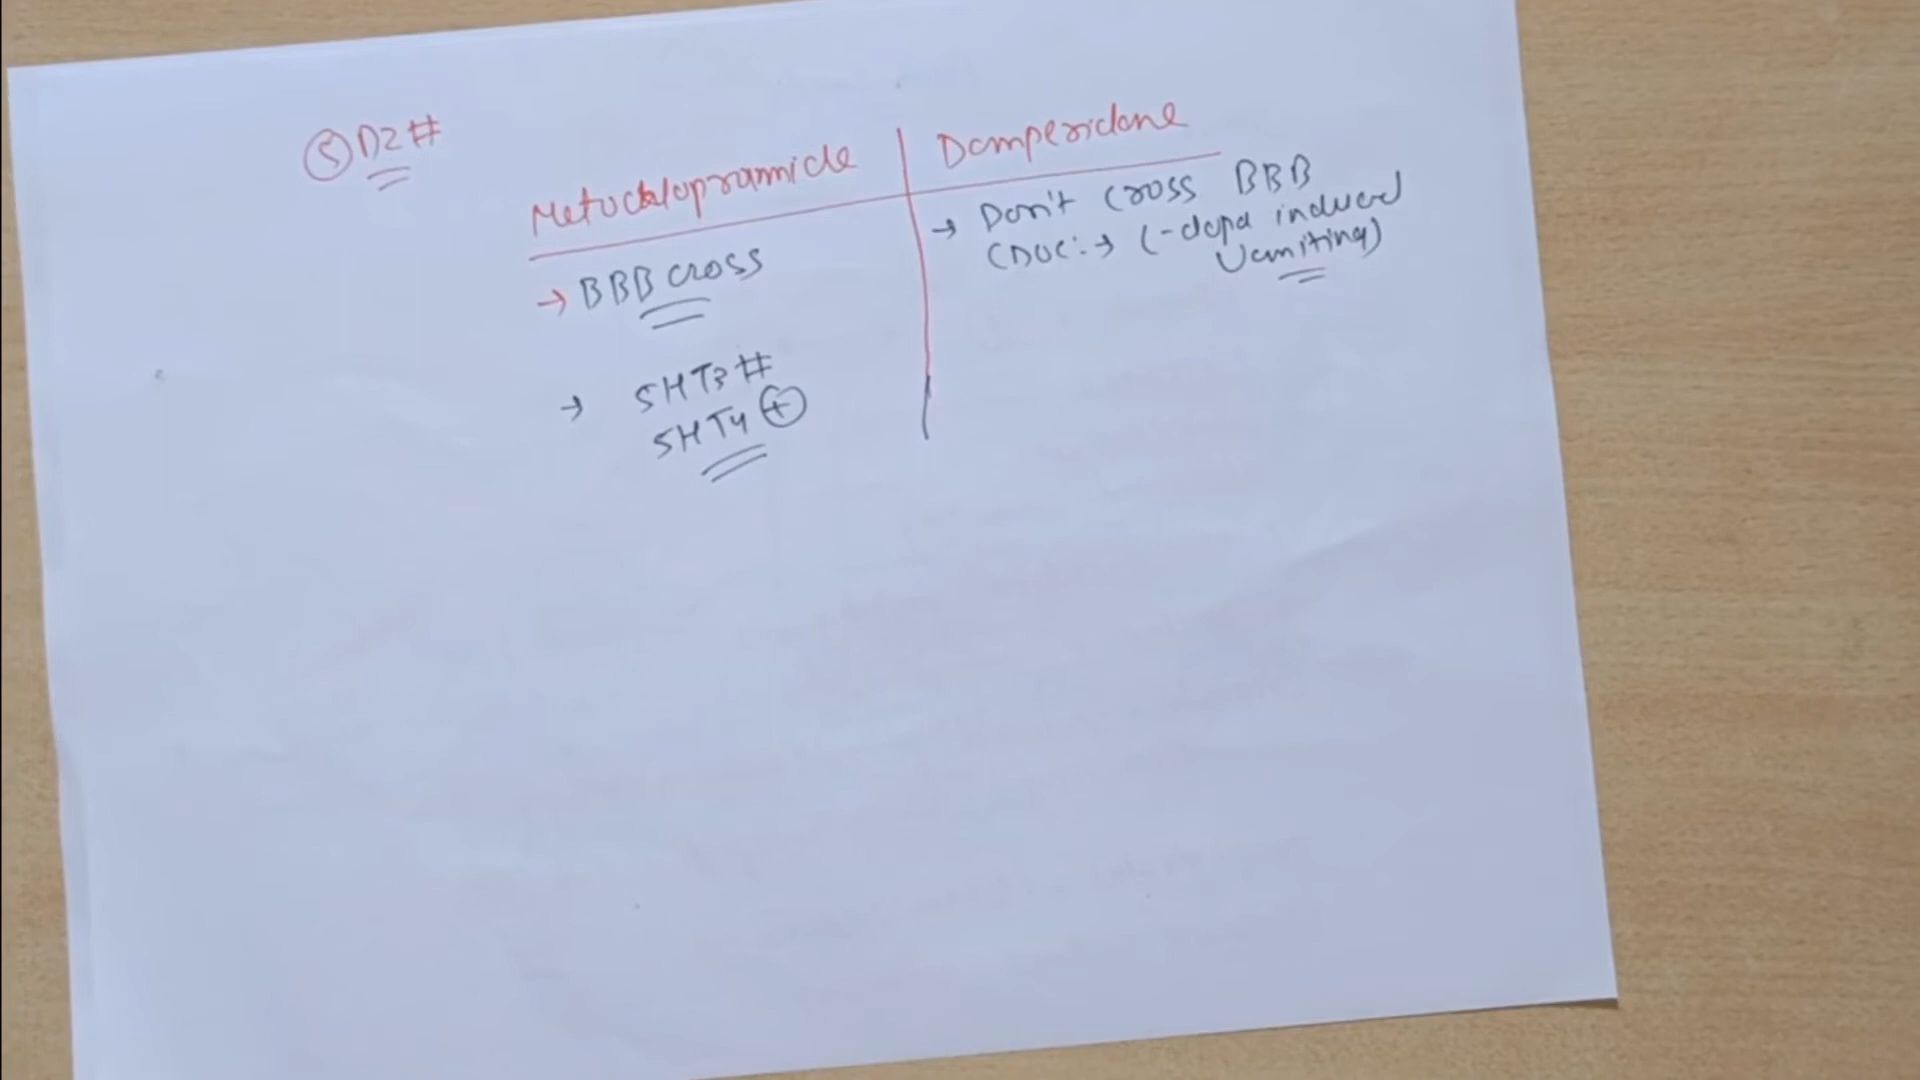 ⑤ D2 #
Metoclopramide | Domperidone
→ BBB cross
→ 5HT3 #
5HT4 ⊕
→ Don't cross BBB
(DOC:→ L-dopa induced
Vomiting)